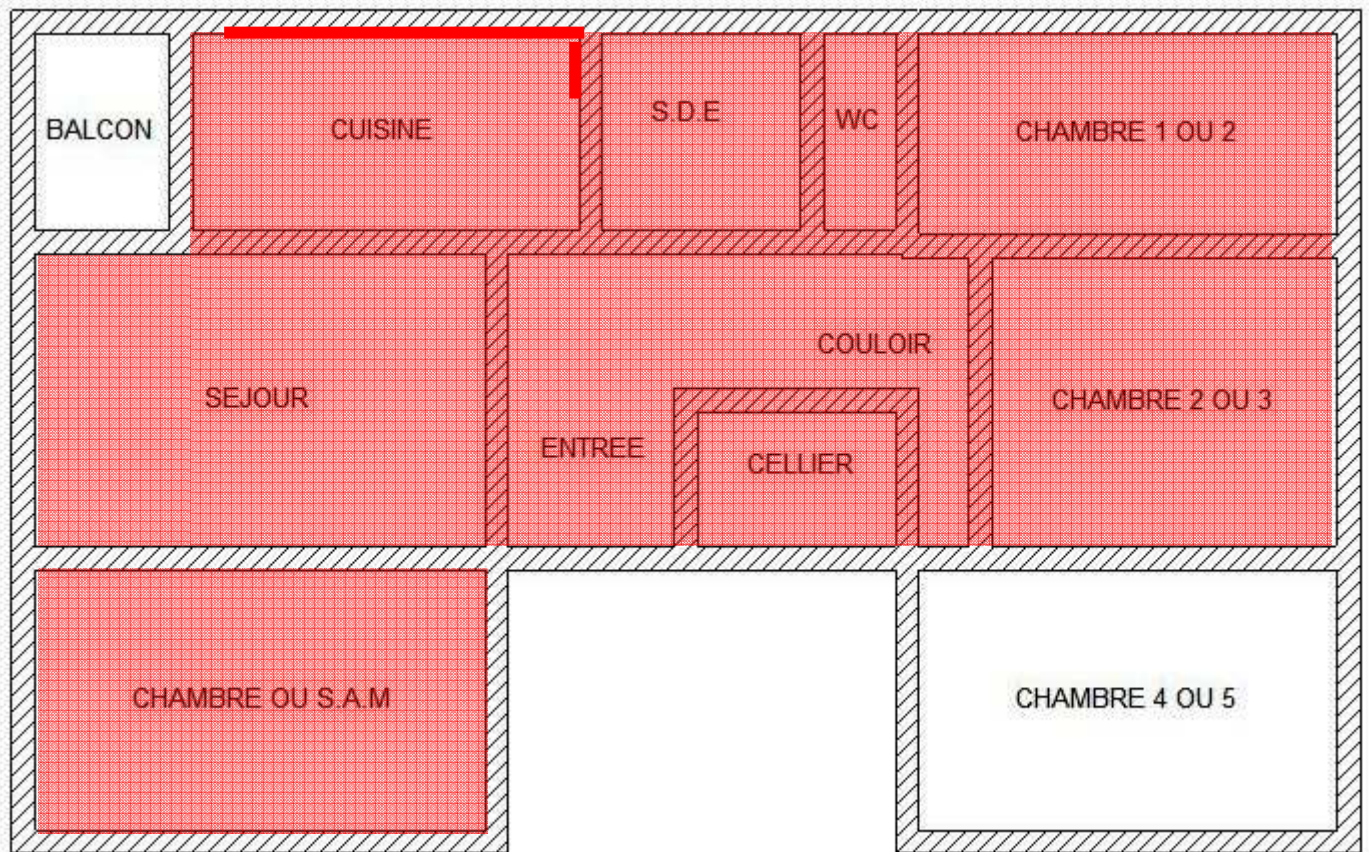 BALCON
CUISINE
S.D.E
WC
CHAMBRE 1 OU 2
SEJOUR
ENTREE
COULOIR
CELLIER
CHAMBRE 2 OU 3
CHAMBRE OU S.A.M
CHAMBRE 4 OU 5